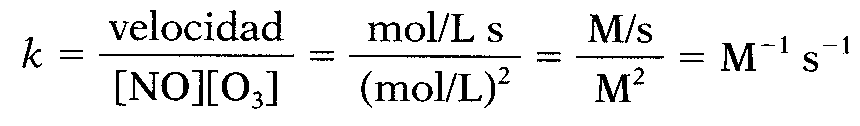 k = velocidad / [NO][O₃] = mol/L s / (mol/L)² = M/s / M² = M⁻¹ s⁻¹